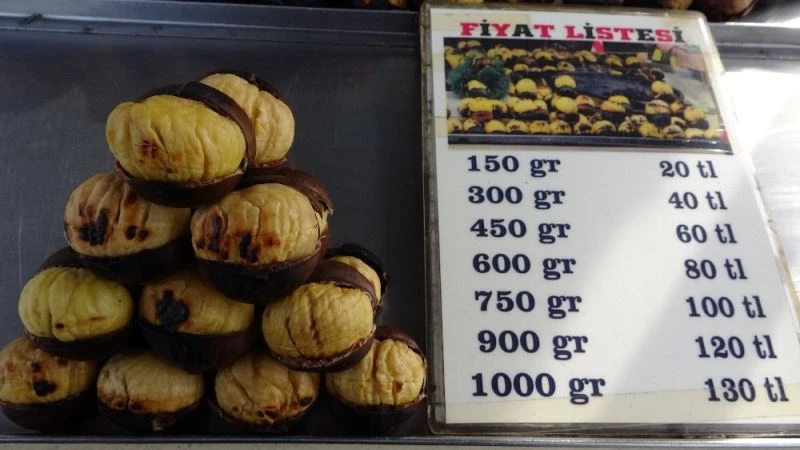 FİYAT LİSTESİ
150 gr 20 tl
300 gr 40 tl
450 gr 60 tl
600 gr 80 tl
750 gr 100 tl
900 gr 120 tl
1000 gr 130 tl